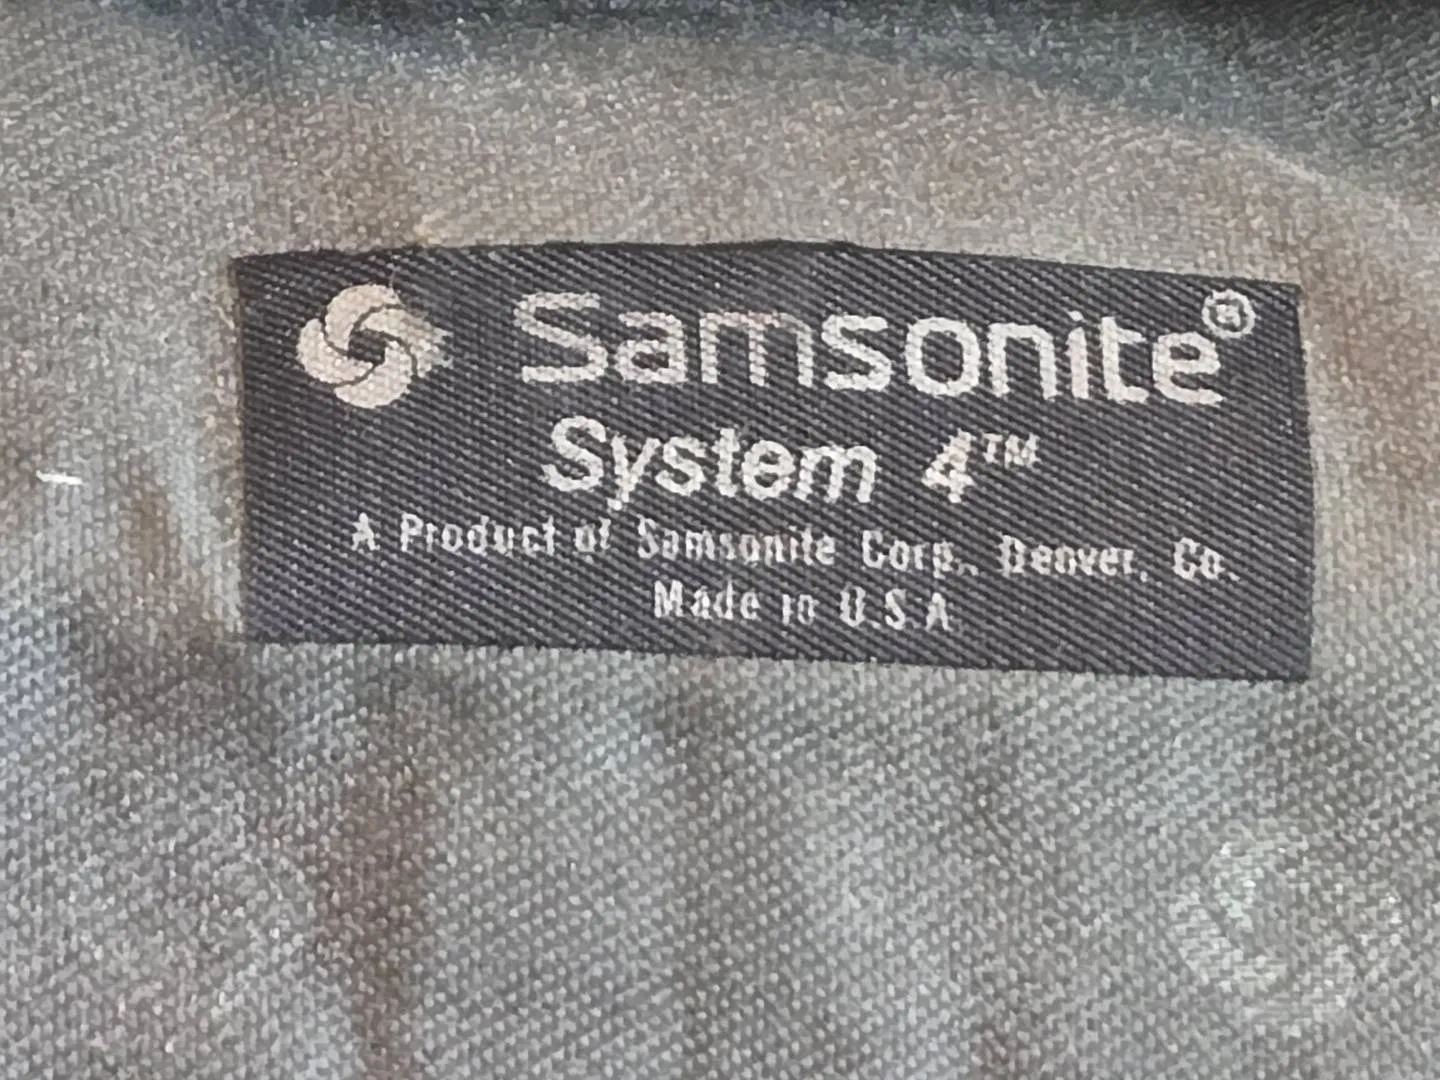 Samsonite®
System 4™
A Product of Samsonite Corp., Denver, Co.
Made in U.S.A